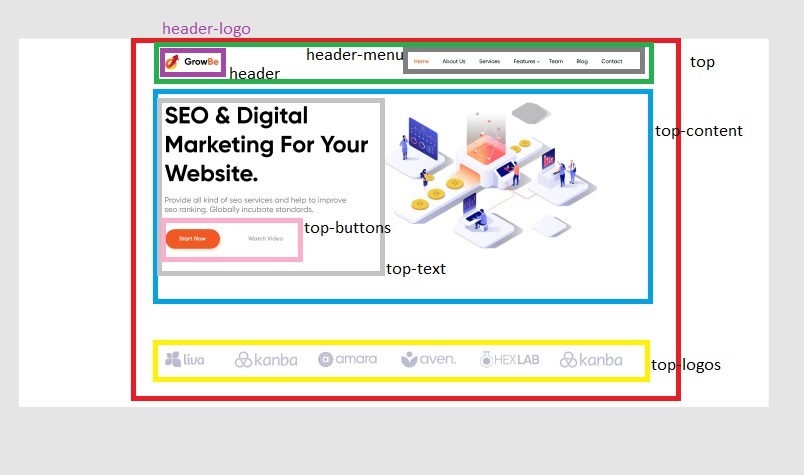 header-logo
GrowBe
header
header-menu
Home About Us Services Features Team Blog Contact
top
SEO & Digital
Marketing For Your
Website.
Provide all kind of seo services and help to improve
seo ranking. Globally incubate standards.
Start Now Watch Video
top-buttons
top-text
top-content
liva kanba amara aven. HEXLAB kanba
top-logos